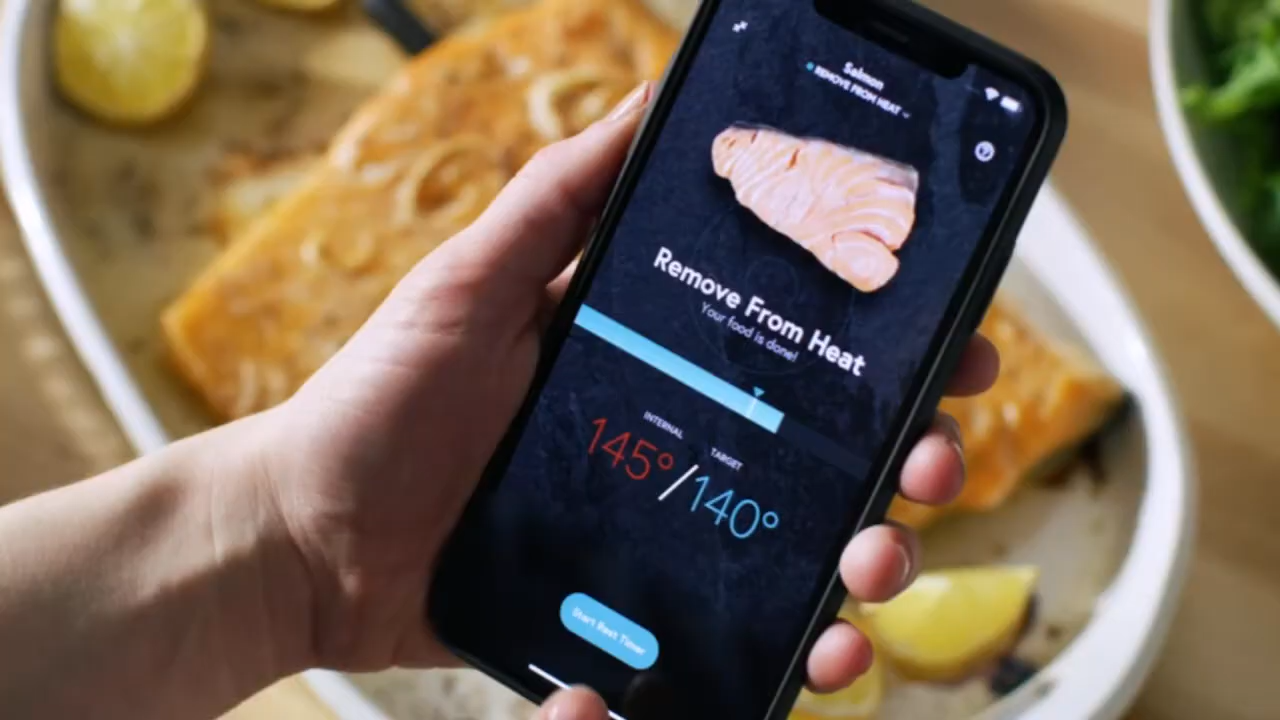 Salmon
REMOVE FROM HEAT
Remove From Heat
Your food is done!
INTERNAL
TARGET
145°/140°
Start Rest Timer